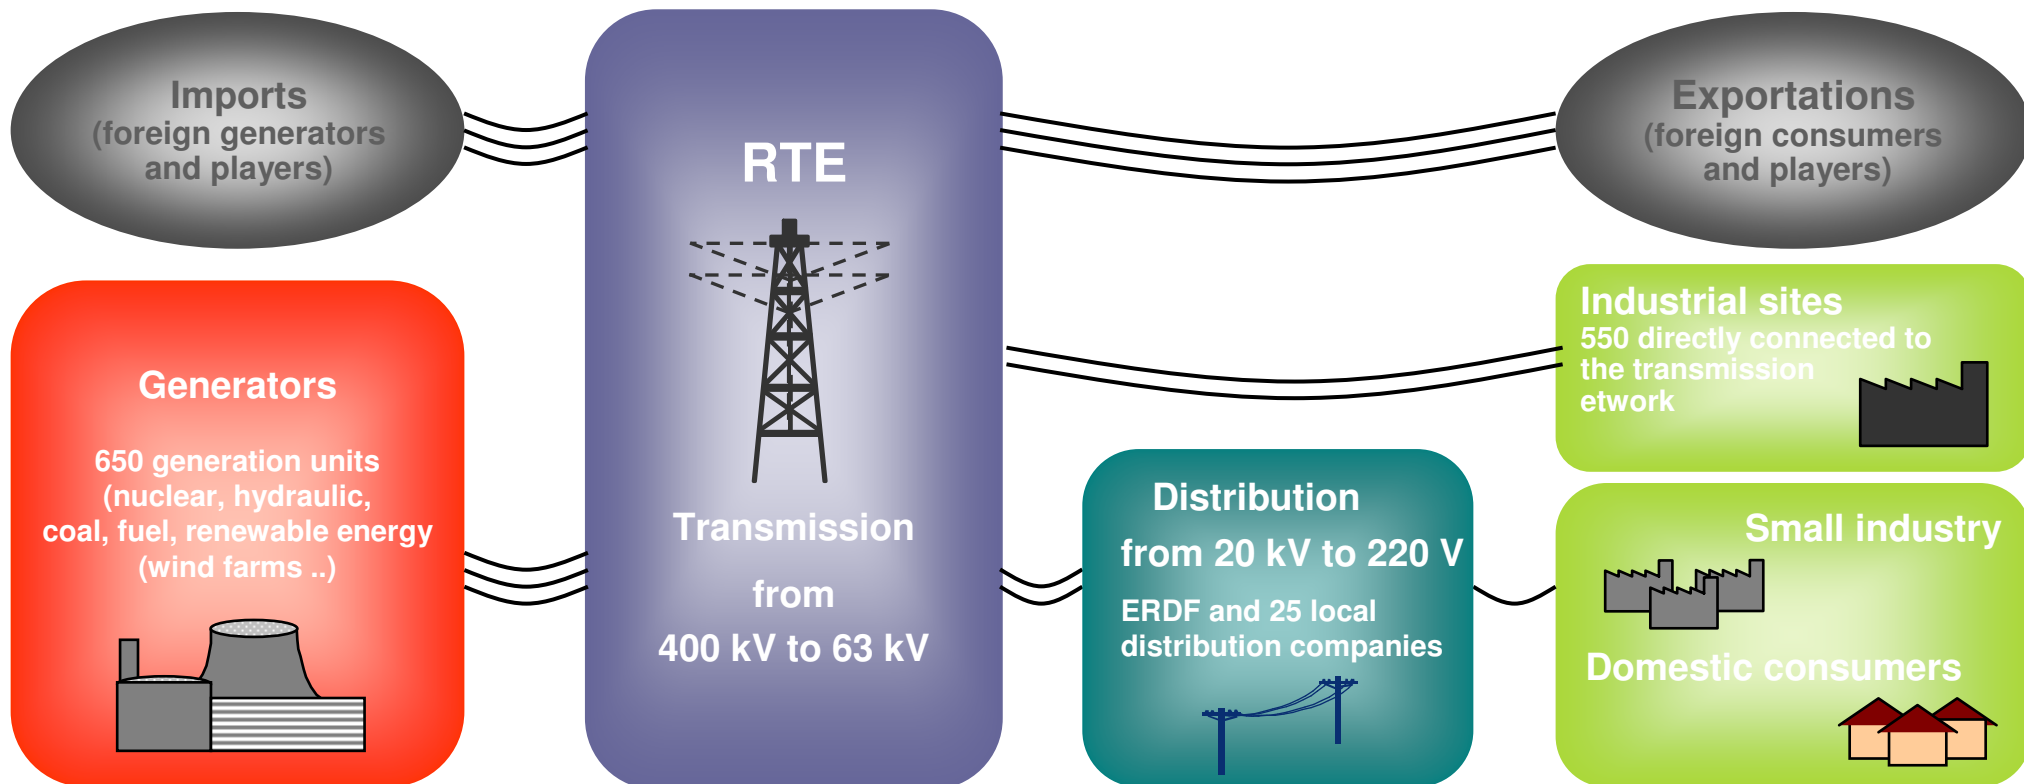 Imports
(foreign generators
and players)
Generators
650 generation units
(nuclear, hydraulic,
coal, fuel, renewable energy
(wind farms ..)
RTE
Transmission
from
400 kV to 63 kV
Distribution
from 20 kV to 220 V
ERDF and 25 local
distribution companies
Exportations
(foreign consumers
and players)
Industrial sites
550 directly connected to
the transmission
etwork
Small industry
Domestic consumers